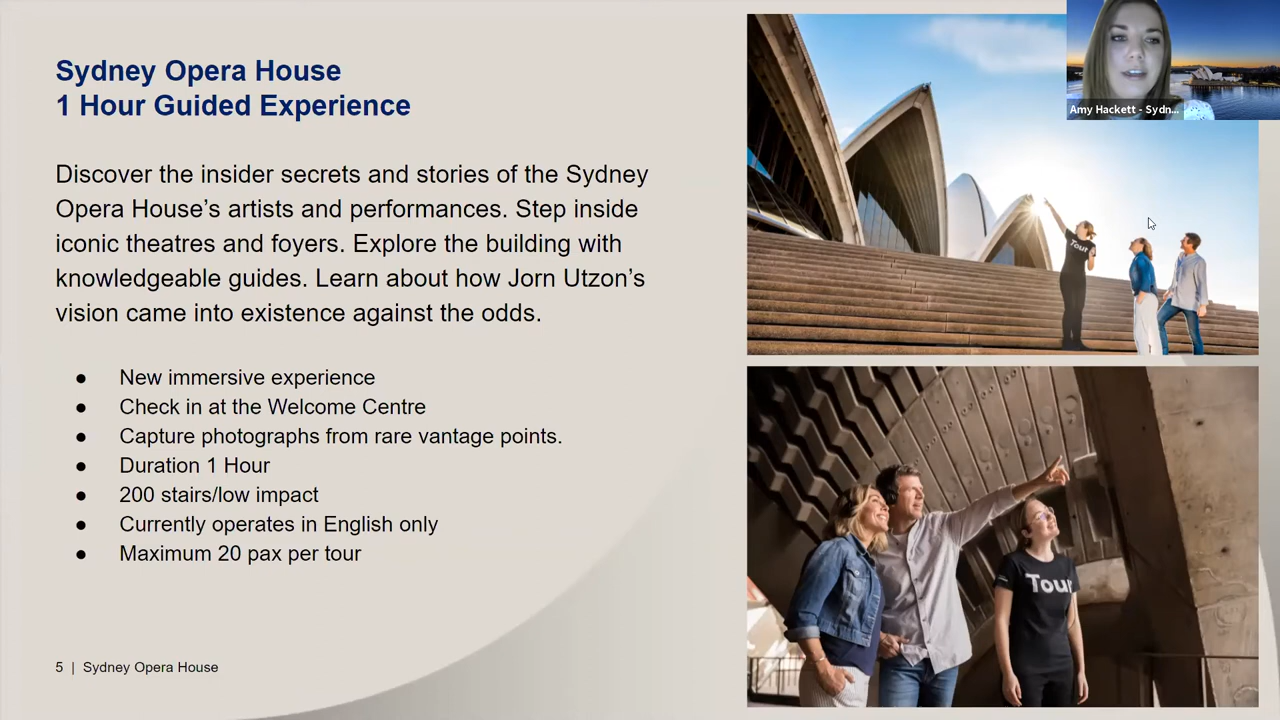 Sydney Opera House
1 Hour Guided Experience
Discover the insider secrets and stories of the Sydney
Opera House’s artists and performances. Step inside
iconic theatres and foyers. Explore the building with
knowledgeable guides. Learn about how Jorn Utzon’s
vision came into existence against the odds.
● New immersive experience
● Check in at the Welcome Centre
● Capture photographs from rare vantage points.
● Duration 1 Hour
● 200 stairs/low impact
● Currently operates in English only
● Maximum 20 pax per tour
5 | Sydney Opera House
Amy Hackett - Sydn...
Tour
Tour